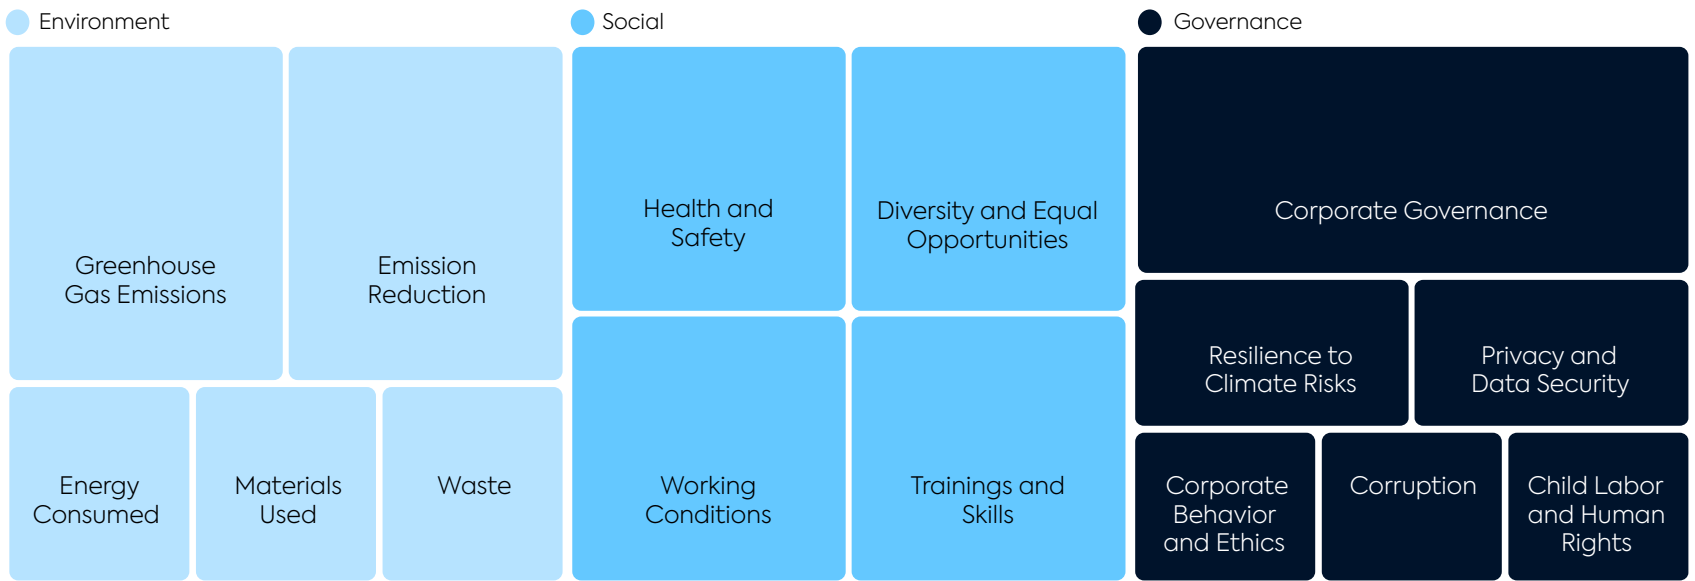 Environment
Social
Governance
Greenhouse
Gas Emissions
Emission
Reduction
Energy
Consumed
Materials
Used
Waste
Health and
Safety
Diversity and Equal
Opportunities
Working
Conditions
Trainings and
Skills
Corporate Governance
Resilience to
Climate Risks
Privacy and
Data Security
Corporate
Behavior
and Ethics
Corruption
Child Labor
and Human
Rights